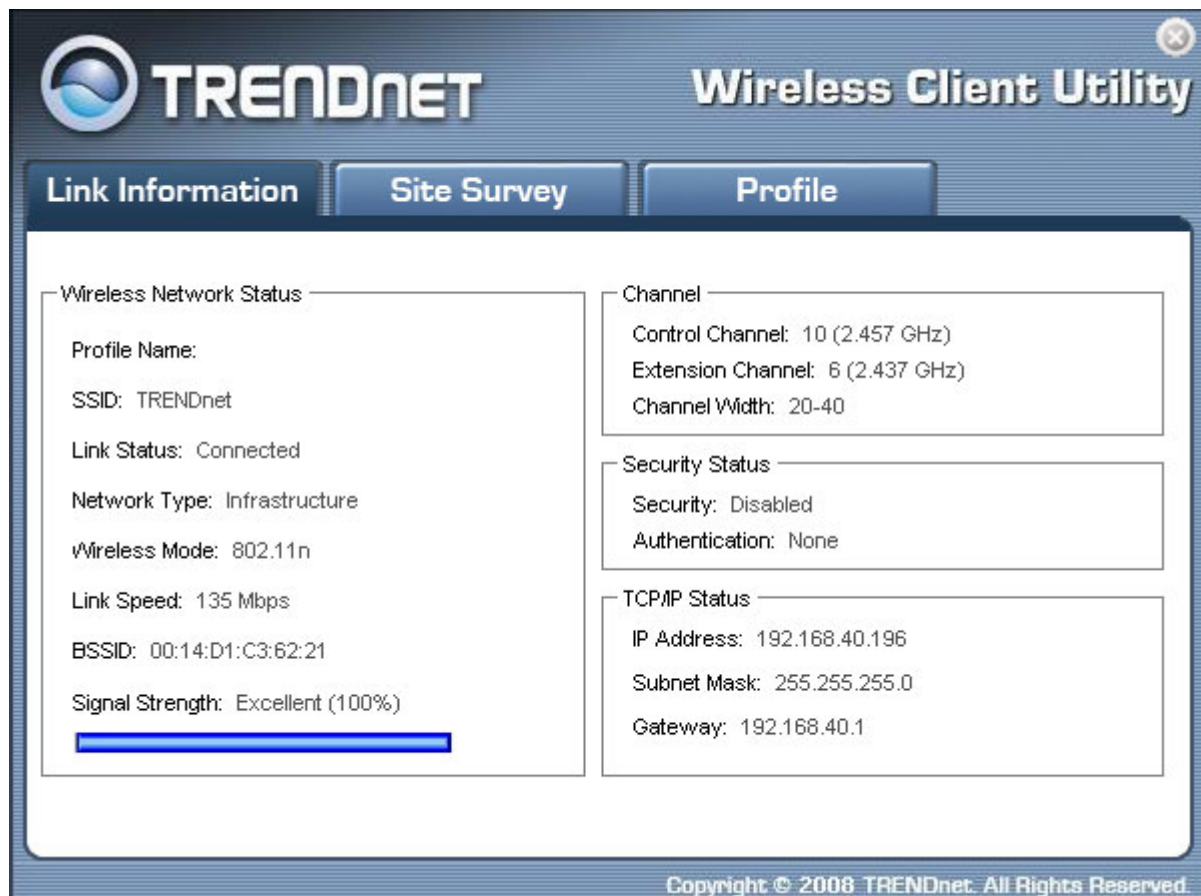 TRENDNET
Wireless Client Utility
Link Information
Site Survey
Profile
Wireless Network Status
Profile Name:
SSID: TRENDnet
Link Status: Connected
Network Type: Infrastructure
Wireless Mode: 802.11n
Link Speed: 135 Mbps
BSSID: 00:14:D1:C3:62:21
Signal Strength: Excellent (100%)
Channel
Control Channel: 10 (2.457 GHz)
Extension Channel: 6 (2.437 GHz)
Channel Width: 20-40
Security Status
Security: Disabled
Authentication: None
TCP/IP Status
IP Address: 192.168.40.196
Subnet Mask: 255.255.255.0
Gateway: 192.168.40.1
Copyright © 2008 TRENDnet. All Rights Reserved.